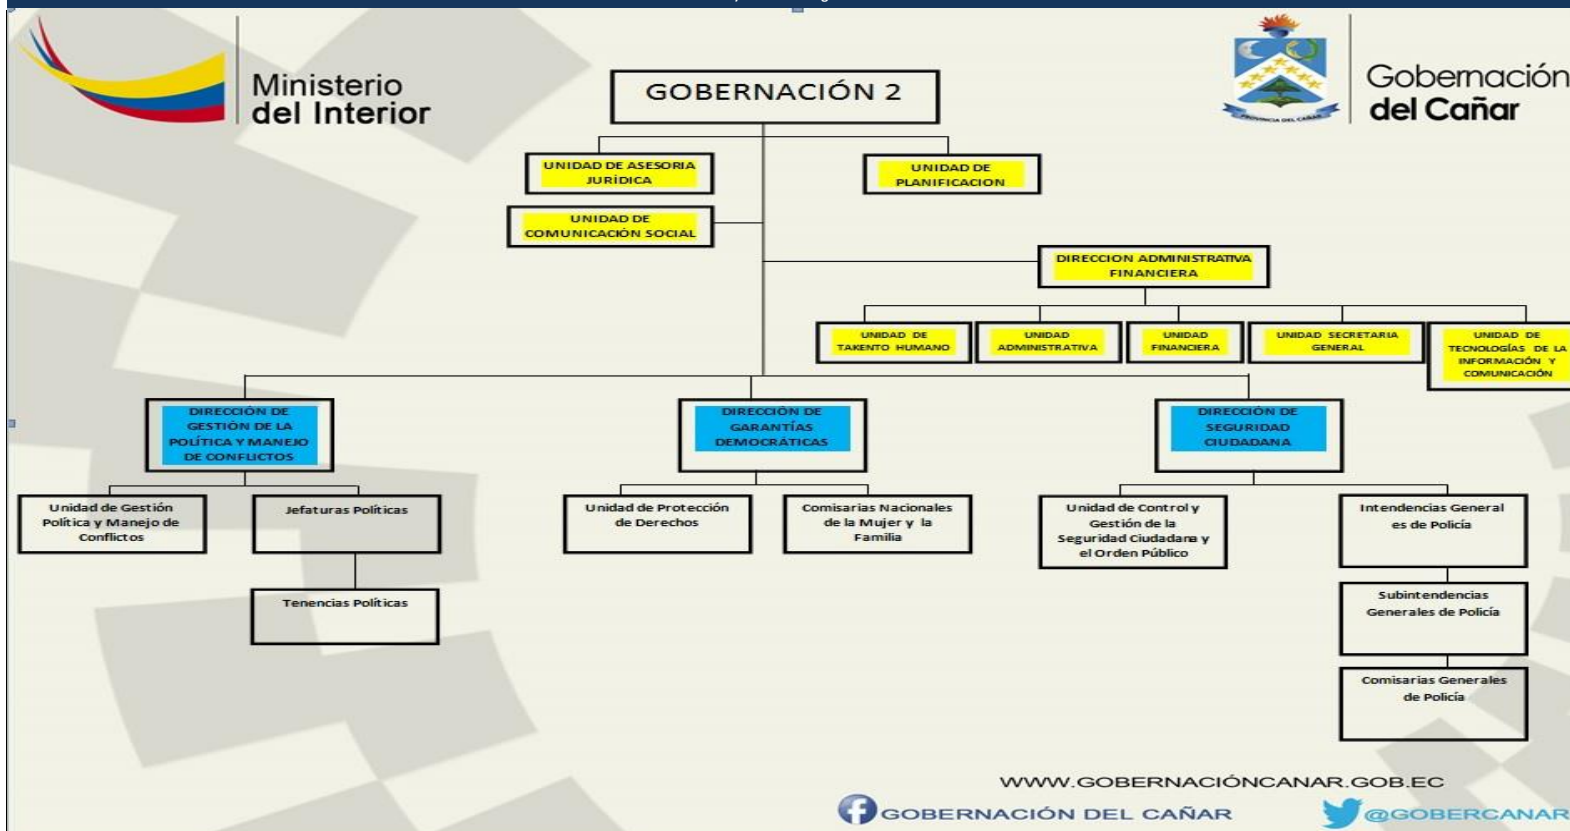 Ministerio
del Interior
GOBERNACIÓN 2
PROVINCIA DEL CAÑAR
Gobernación
del Cañar
UNIDAD DE ASESORIA
JURÍDICA
UNIDAD DE
PLANIFICACION
UNIDAD DE
COMUNICACIÓN SOCIAL
DIRECCION ADMINISTRATIVA
FINANCIERA
UNIDAD DE
TAKENTO HUMANO
UNIDAD
ADMINISTRATIVA
UNIDAD
FINANCIERA
UNIDAD SECRETARIA
GENERAL
UNIDAD DE
TECNOLOGÍAS DE LA
INFORMACIÓN Y
COMUNICACIÓN
DIRECCIÓN DE
GESTIÓN DE LA
POLÍTICA Y MANEJO
DE CONFLICTOS
DIRECCIÓN DE
GARANTÍAS
DEMOCRÁTICAS
DIRECCIÓN DE
SEGURIDAD
CIUDADANA
Unidad de Gestión
Política y Manejo de
Conflictos
Jefaturas Políticas
Unidad de Protección
de Derechos
Comisarias Nacionales
de la Mujer y la
Familia
Unidad de Control y
Gestión de la
Seguridad Ciudadana y
el Orden Público
Intendencias General
es de Policía
Tenencias Políticas
Subintendencias
Generales de Policía
Comisarias Generales
de Policía
WWW.GOBERNACIÓNCANAR.GOB.EC
GOBERNACIÓN DEL CAÑAR
@GOBERCANAR